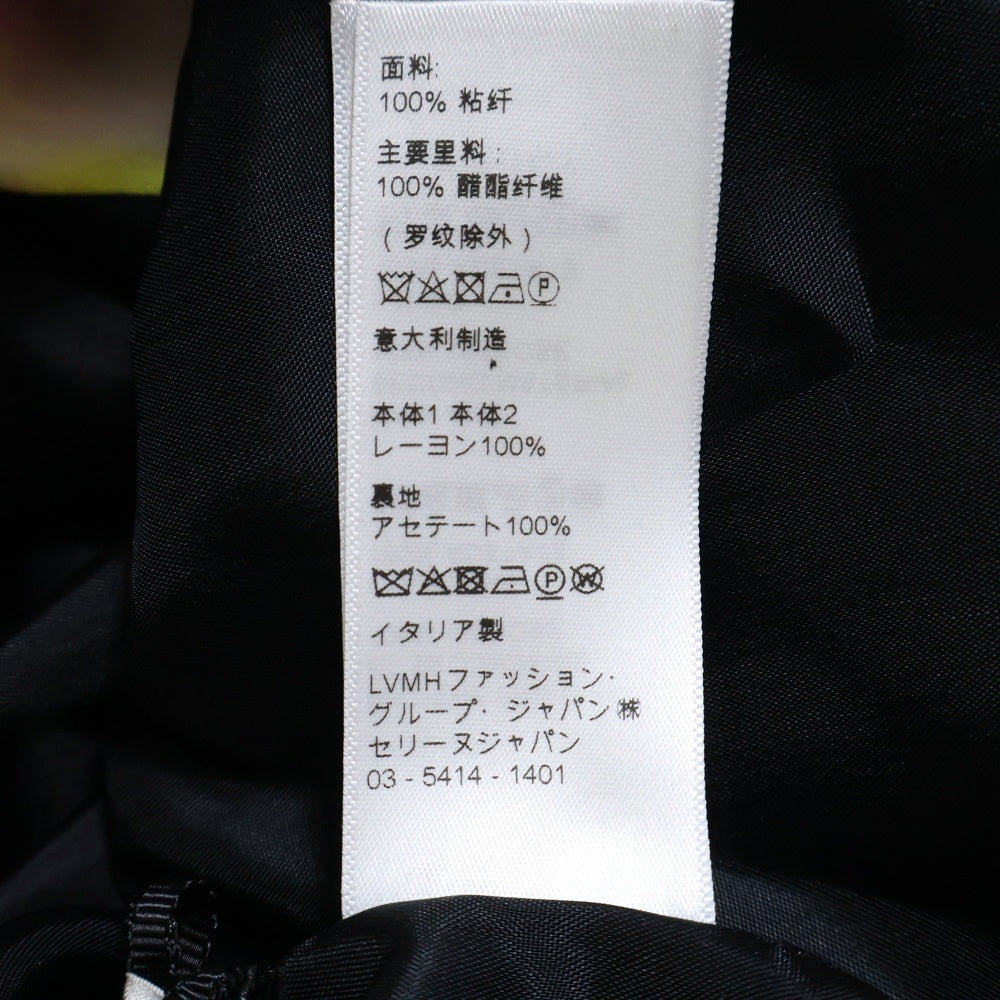 面料:
100% 粘纤
主要里料:
100% 醋酯纤维
(罗纹除外)
P
意大利制造
本体1 本体2
レーヨン100%
裏地
アセテート100%
P W
イタリア製
LVMHファッション·
グループ· ジャパン㈱
セリーヌジャパン
03 - 5414 - 1401